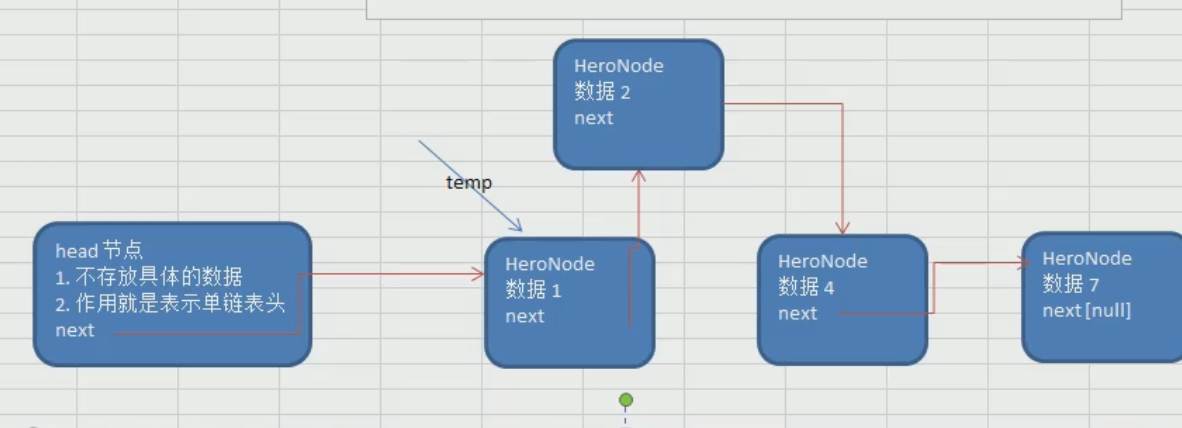 HeroNode
数据 2
next
temp
head 节点
1. 不存放具体的数据
2. 作用就是表示单链表头
next
HeroNode
数据 1
next
HeroNode
数据 4
next
HeroNode
数据 7
next[null]